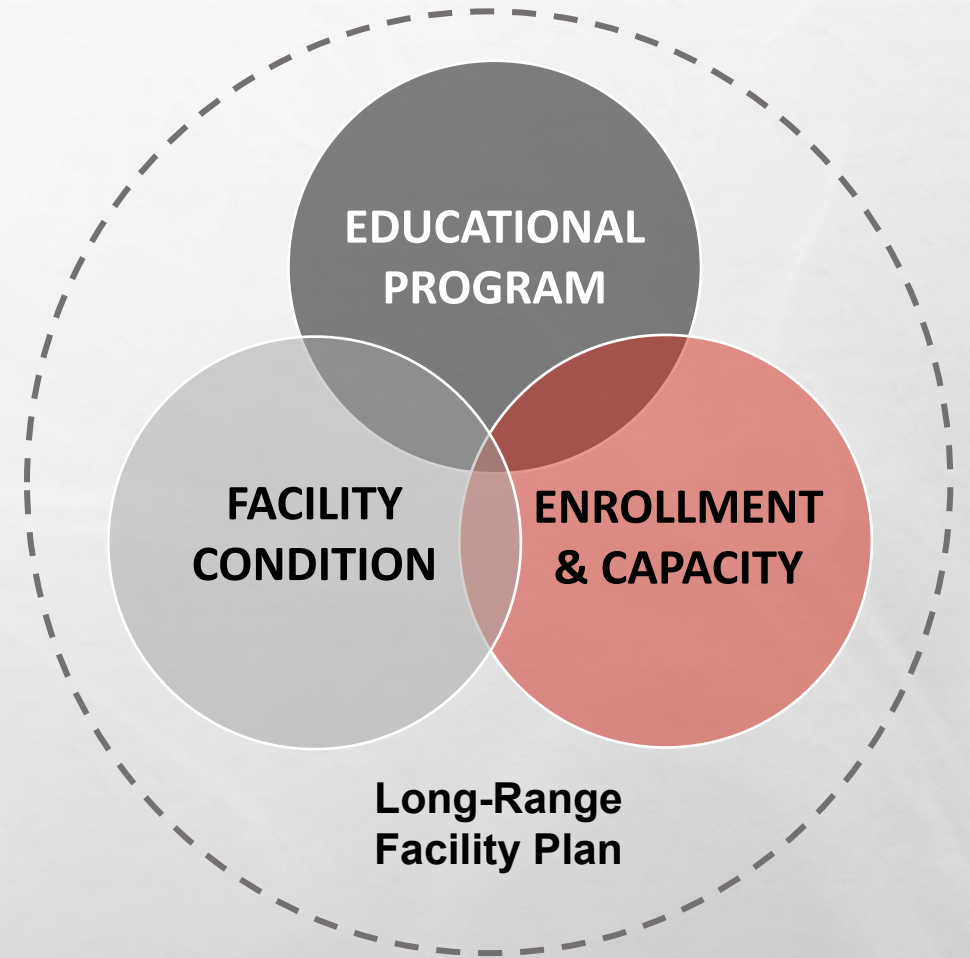 EDUCATIONAL
PROGRAM
FACILITY
CONDITION
ENROLLMENT
& CAPACITY
Long-Range
Facility Plan